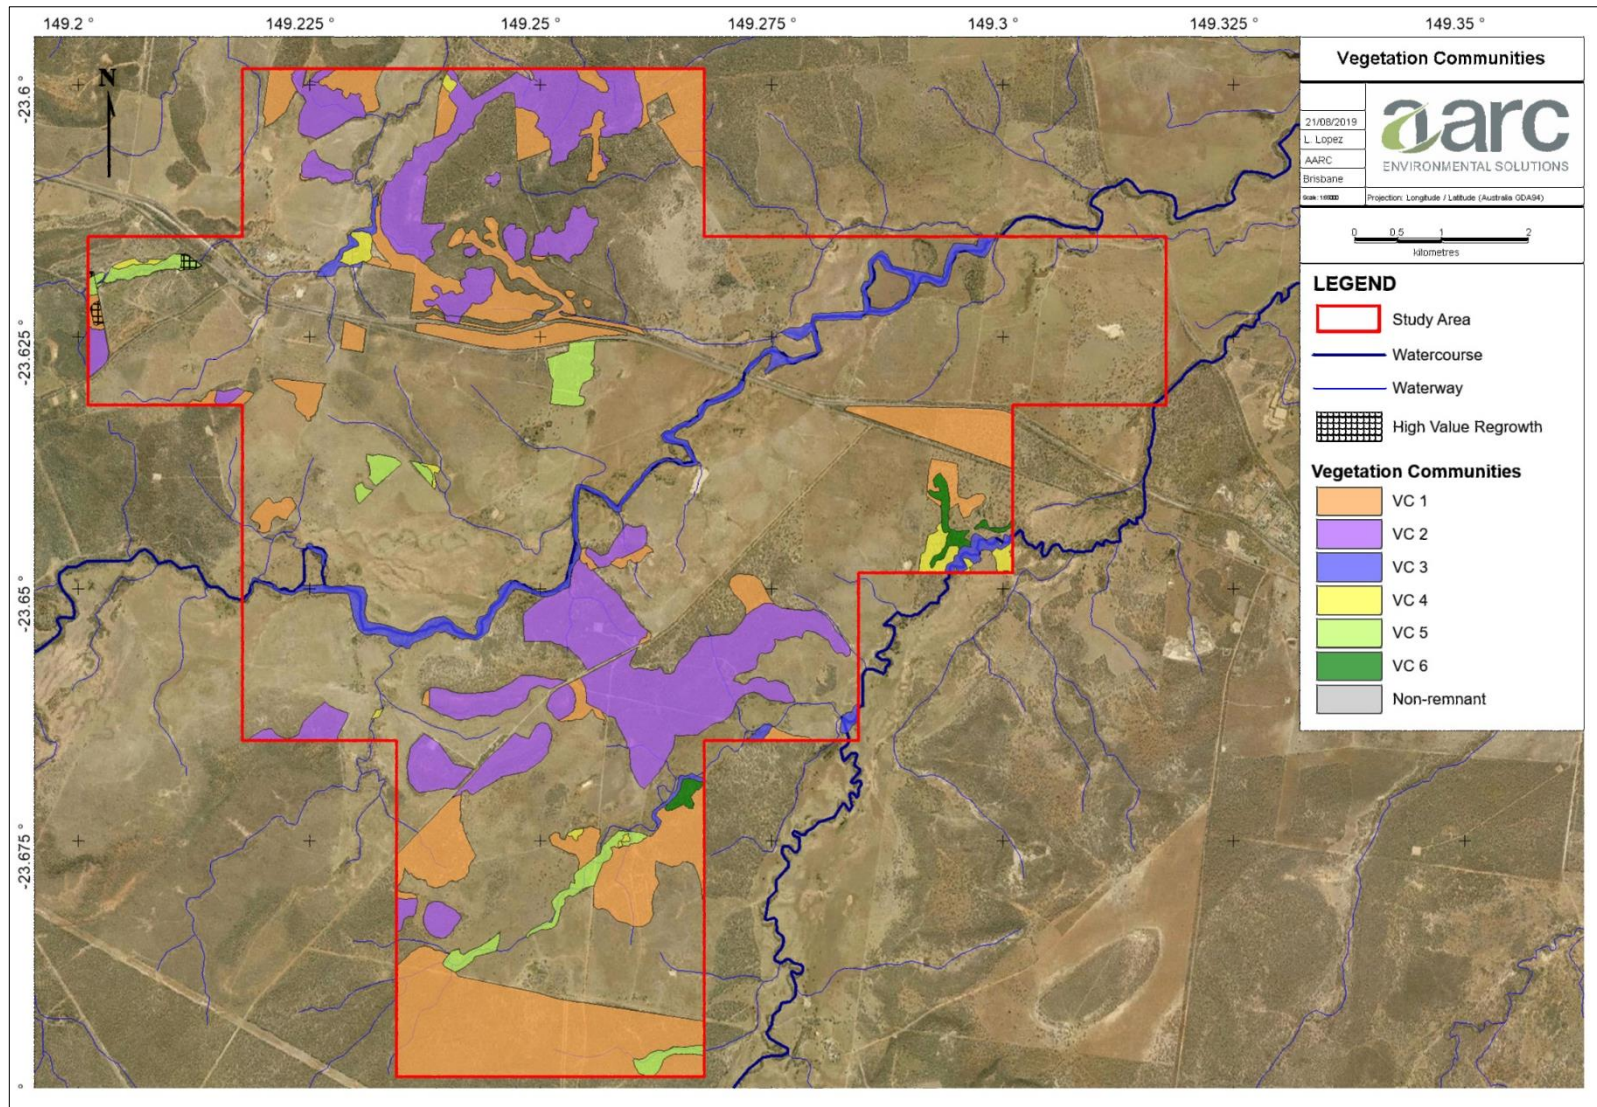 149.2 ° 149.225 ° 149.25 ° 149.275 ° 149.3 ° 149.325 ° 149.35 °
-23.6 °
-23.625 °
-23.65 °
-23.675 °
°
N
Vegetation Communities
21/08/2019
L. Lopez
AARC
Brisbane
aarc
ENVIRONMENTAL SOLUTIONS
Projection: Longitude / Latitude (Australia GDA94)
0 0.5 1 2
kilometres
LEGEND
Study Area
Watercourse
Waterway
High Value Regrowth
Vegetation Communities
VC 1
VC 2
VC 3
VC 4
VC 5
VC 6
Non-remnant